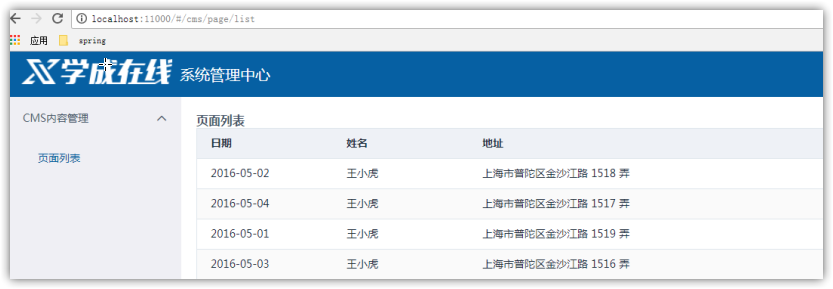 localhost:11000/#/cms/page/list
应用 spring
学成在线 系统管理中心
CMS内容管理
页面列表
页面列表
日期 姓名 地址
2016-05-02 王小虎 上海市普陀区金沙江路 1518 弄
2016-05-04 王小虎 上海市普陀区金沙江路 1517 弄
2016-05-01 王小虎 上海市普陀区金沙江路 1519 弄
2016-05-03 王小虎 上海市普陀区金沙江路 1516 弄